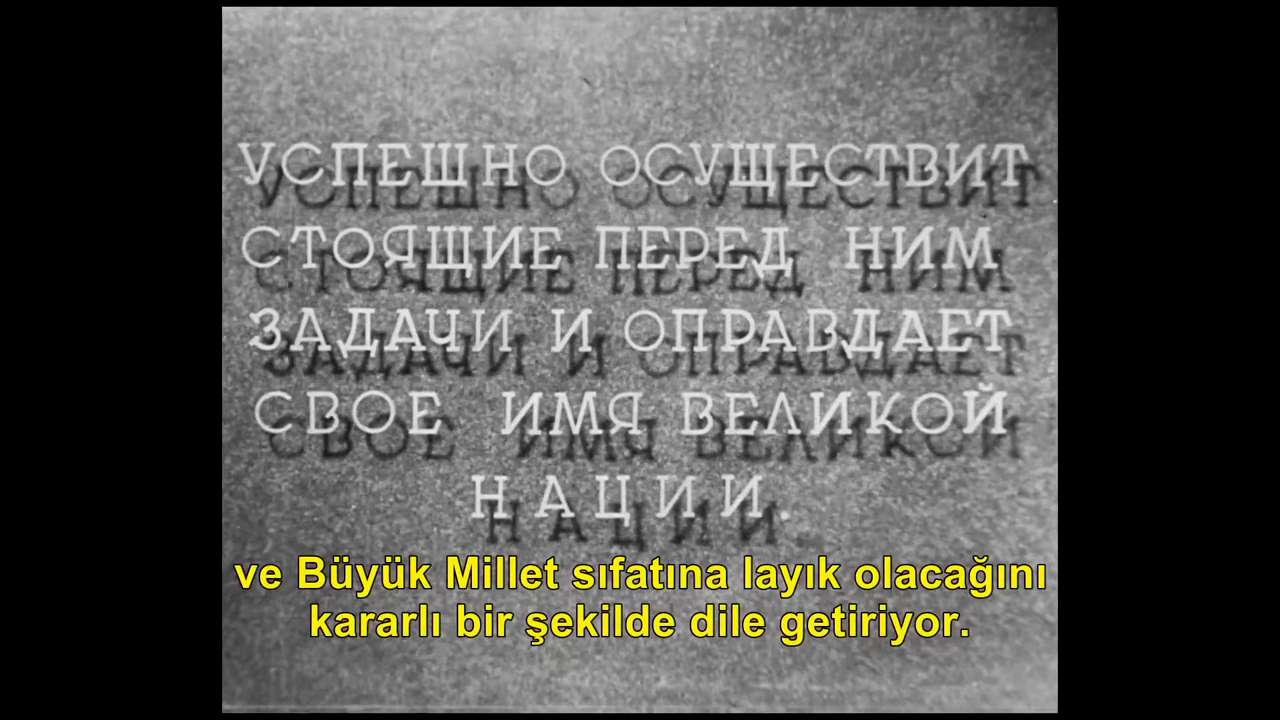 УСПЕШНО ОСУЩЕСТВИТ
СТОЯЩИЕ ПЕРЕД НИМ
ЗАДАЧИ И ОПРАВДАЕТ
СВОЕ ИМЯ ВЕЛИКОЙ
НАЦИИ.
ve Büyük Millet sıfatına layık olacağını
kararlı bir şekilde dile getiriyor.